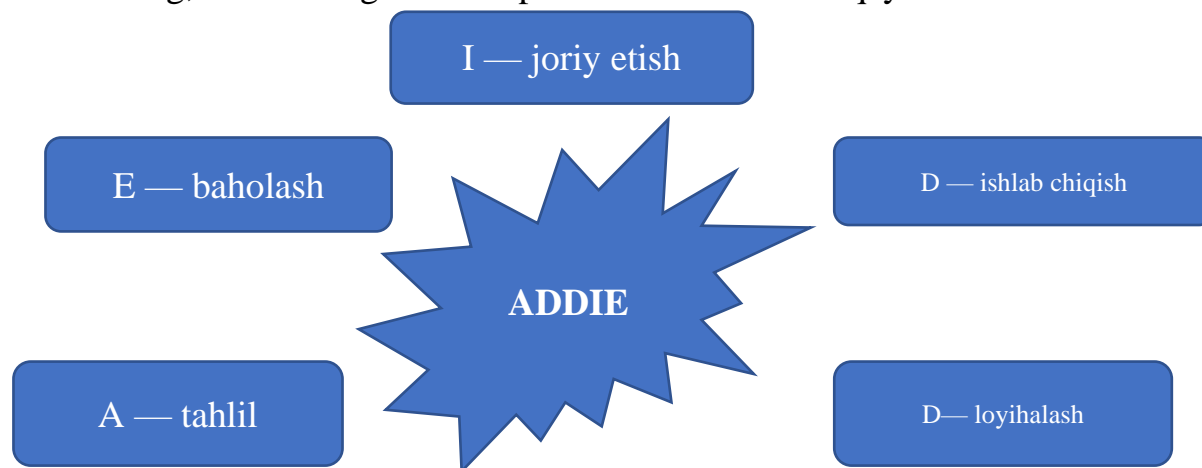 I — joriy etish
E — baholash
D — ishlab chiqish
ADDIE
A — tahlil
D— loyihalash